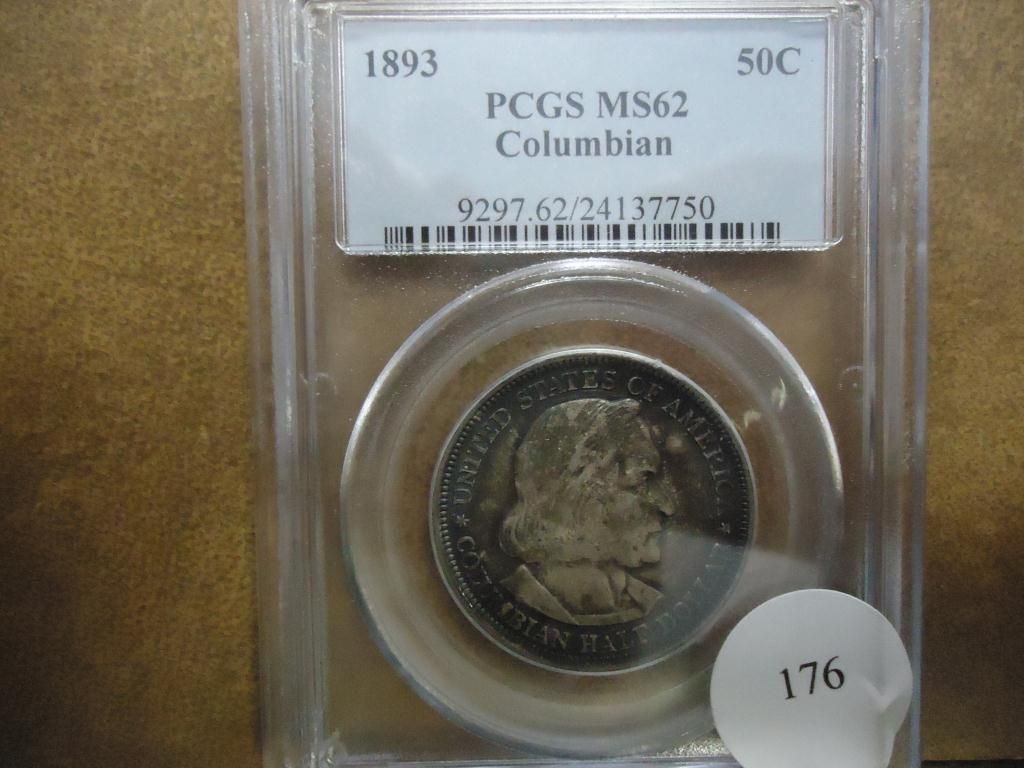 1893 50C
PCGS MS62
Columbian
9297.62/24137750
UNITED STATES OF AMERICA
COLUMBIAN HALF DOLLAR
176